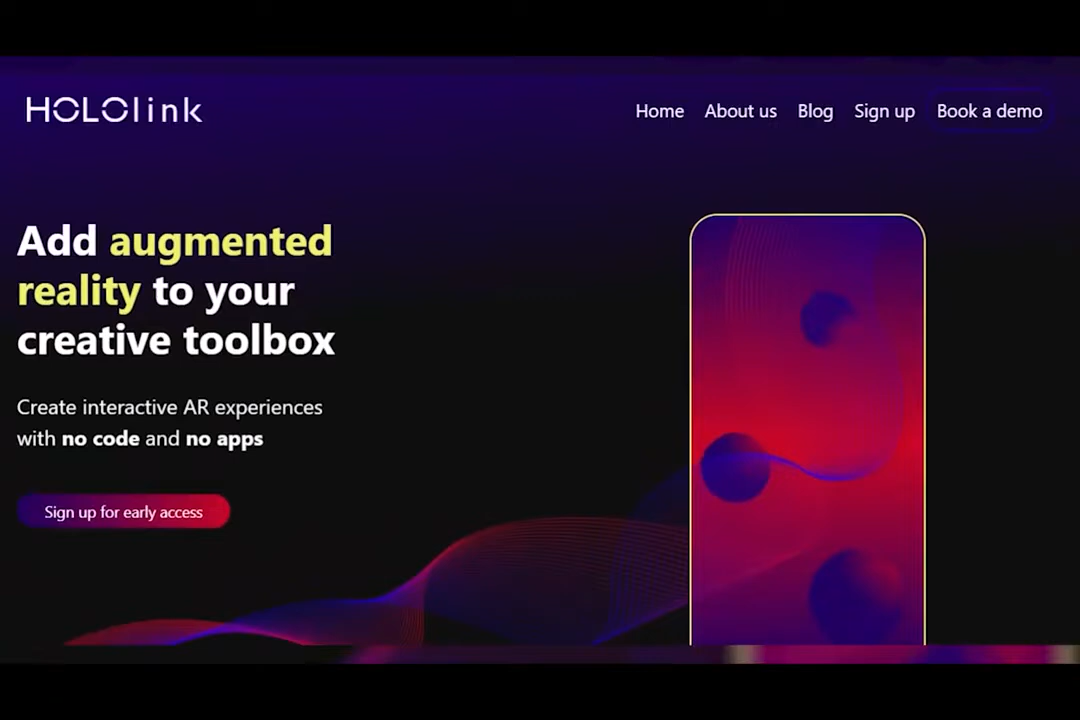 HOLOlink
Home About us Blog Sign up Book a demo
Add augmented
reality to your
creative toolbox
Create interactive AR experiences
with no code and no apps
Sign up for early access